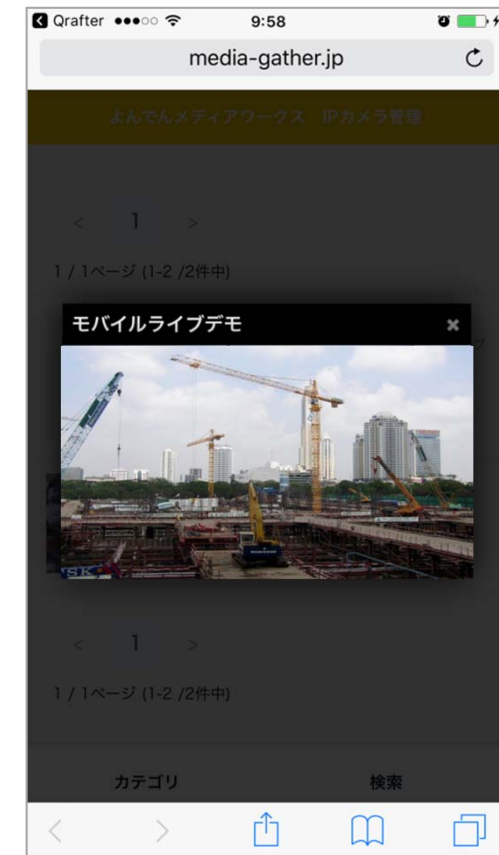 Qrafter
9:58
media-gather.jp
よんでんメディアワークス IPカメラ管理
< 1 >
1 / 1ページ (1-2 /2件中)
モバイルライブデモ
プ
SK
< 1 >
1 / 1ページ (1-2 /2件中)
カテゴリ 検索